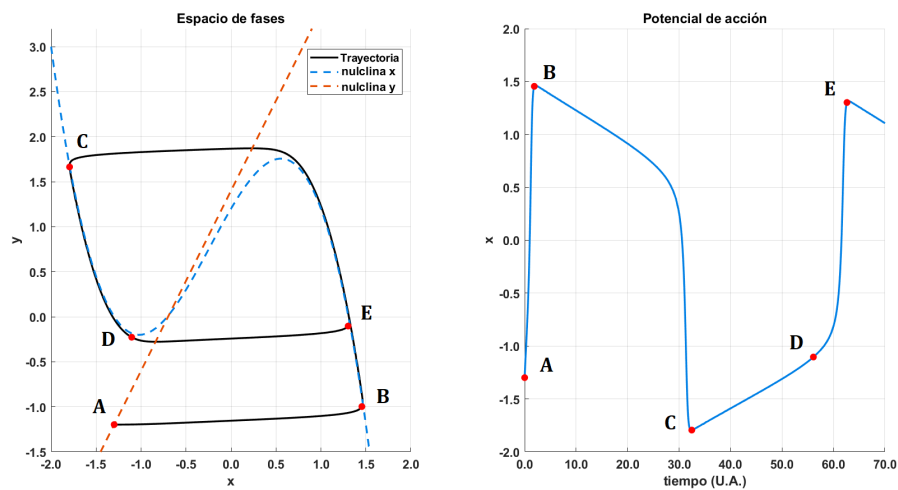 Espacio de fases
3.0
2.5
2.0
1.5
1.0
0.5
0.0
-0.5
-1.0
-1.5
y
-2.0 -1.5 -1.0 -0.5 0.0 0.5 1.0 1.5 2.0
x
Trayectoria
nulclina x
nulclina y
C
D
E
A
B
Potencial de acción
2.0
1.5
1.0
0.5
0.0
-0.5
-1.0
-1.5
-2.0
x
0.0 10.0 20.0 30.0 40.0 50.0 60.0 70.0
tiempo (U.A.)
B
E
A
D
C